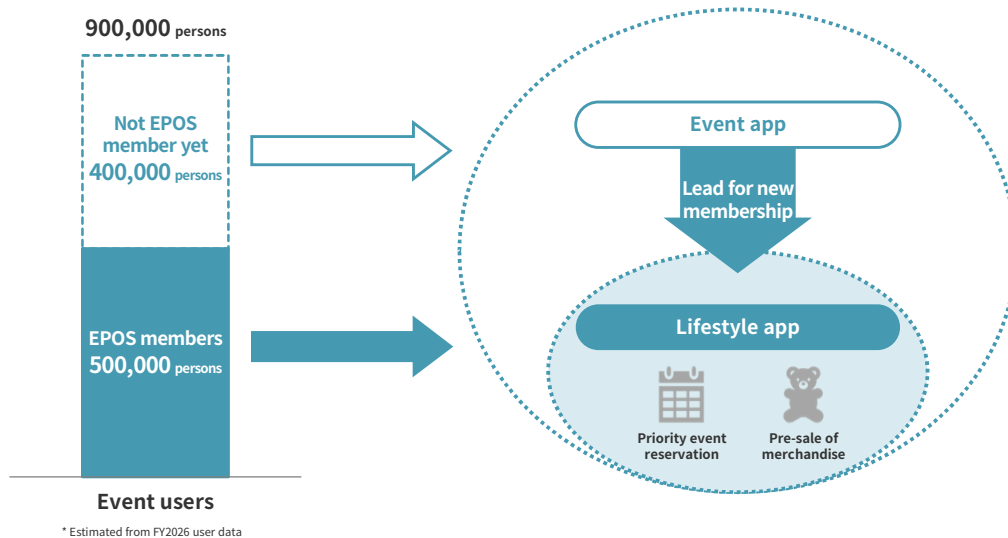 900,000 persons
Not EPOS
member yet
400,000 persons
EPOS members
500,000 persons
Event users
* Estimated from FY2026 user data
Event app
Lead for new
membership
Lifestyle app
Priority event
reservation
Pre-sale of
merchandise